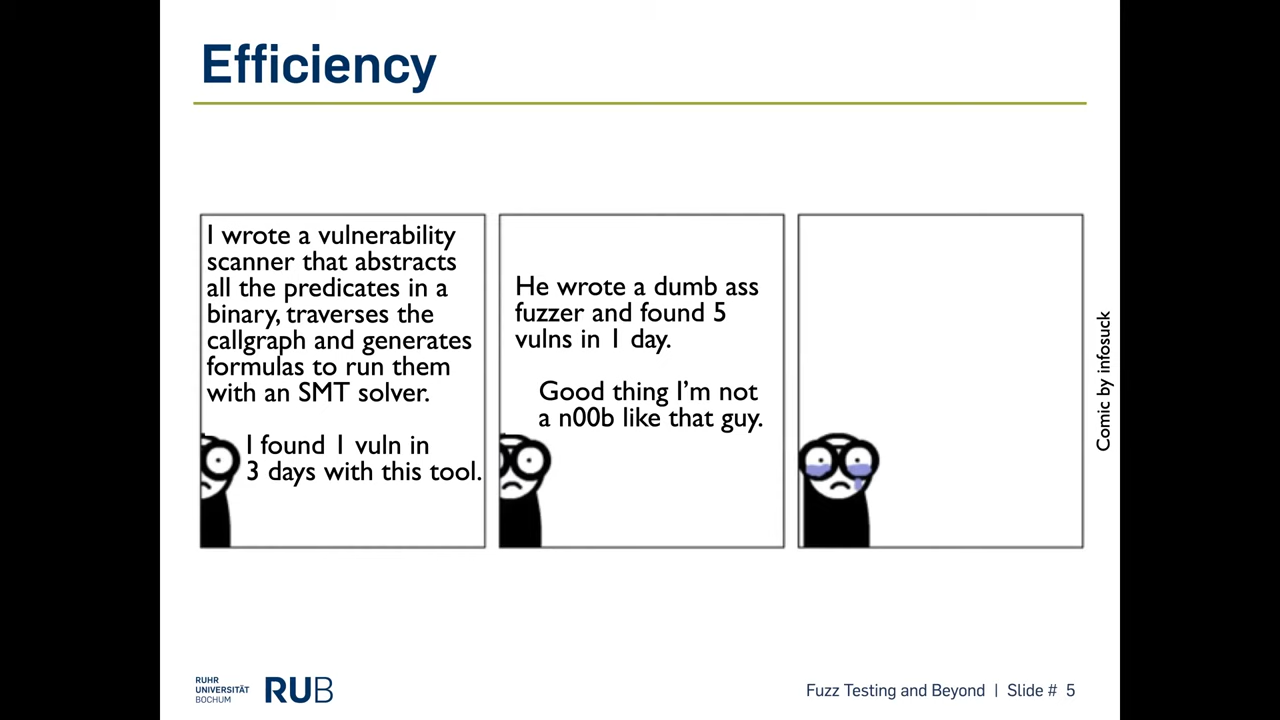 Efficiency
I wrote a vulnerability
scanner that abstracts
all the predicates in a
binary, traverses the
callgraph and generates
formulas to run them
with an SMT solver.
I found 1 vuln in
3 days with this tool.
He wrote a dumb ass
fuzzer and found 5
vulns in 1 day.
Good thing I'm not
a n00b like that guy.
Comic by infosuck
RUHR
UNIVERSITÄT
BOCHUM
RUB
Fuzz Testing and Beyond | Slide # 5